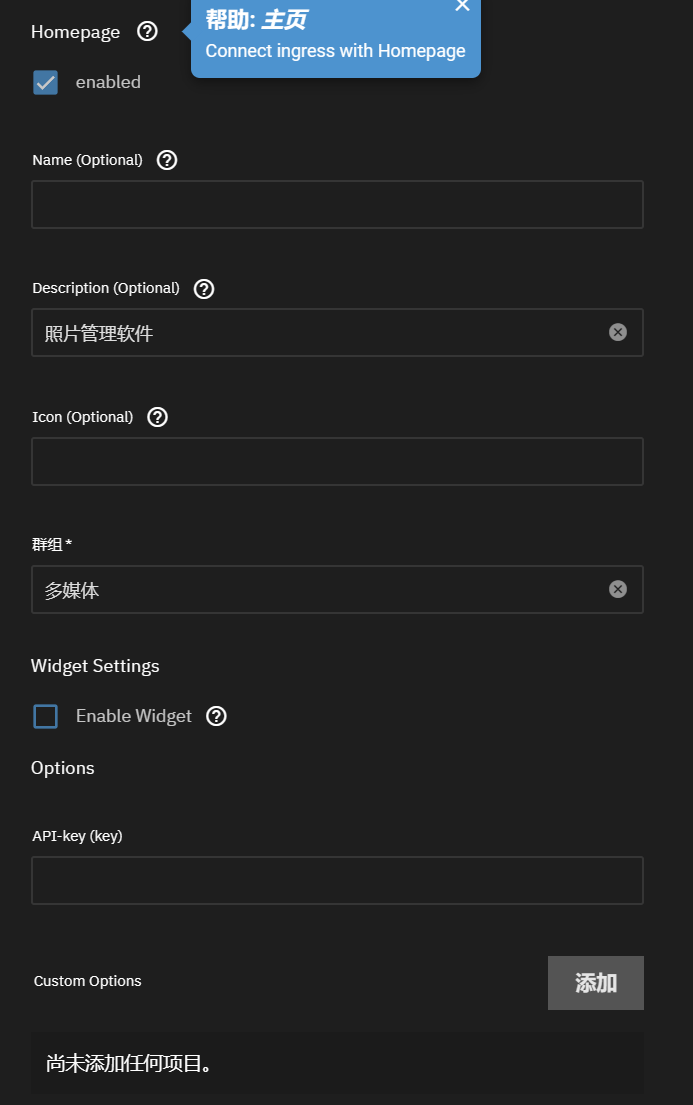 Homepage
帮助: 主页
Connect ingress with Homepage
enabled
Name (Optional)
Description (Optional)
照片管理软件
Icon (Optional)
群组 *
多媒体
Widget Settings
Enable Widget
Options
API-key (key)
Custom Options
添加
尚未添加任何项目。